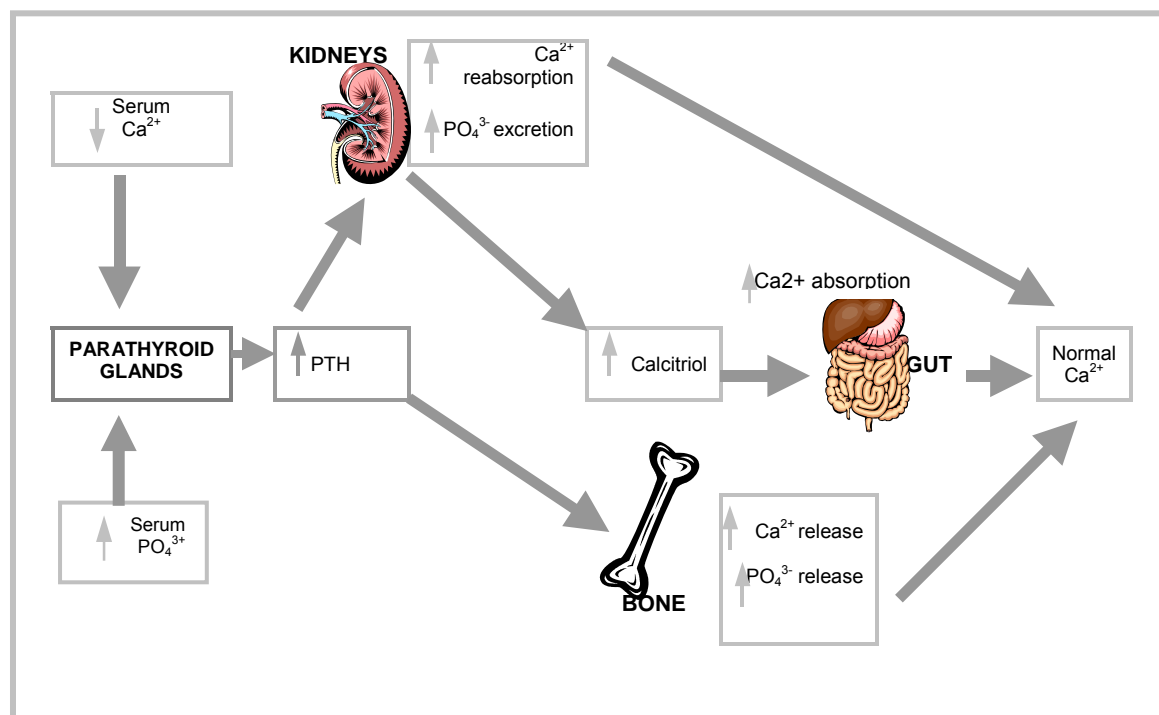 KIDNEYS
Ca²⁺
reabsorption
PO₄³⁻ excretion
Serum
Ca²⁺
Ca2+ absorption
PARATHYROID
GLANDS
PTH
Calcitriol
GUT
Normal
Ca²⁺
Serum
PO₄³⁺
BONE
Ca²⁺ release
PO₄³⁻ release